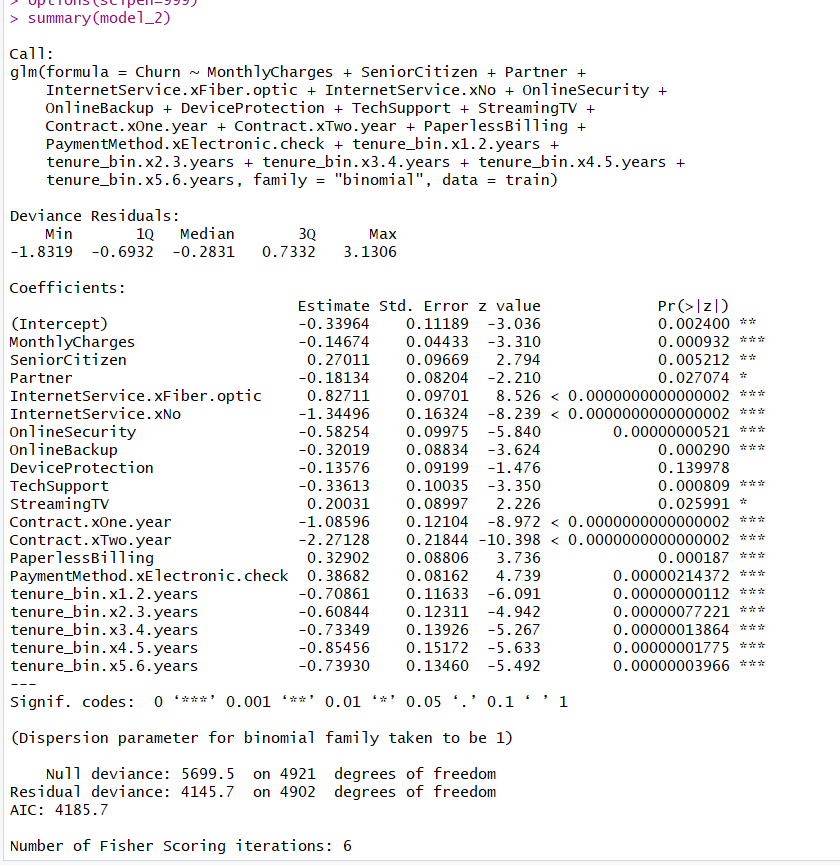 > options(scipen=999)
> summary(model_2)
Call:
glm(formula = Churn ~ MonthlyCharges + SeniorCitizen + Partner +
    InternetService.xFiber.optic + InternetService.xNo + OnlineSecurity +
    OnlineBackup + DeviceProtection + TechSupport + StreamingTV +
    Contract.xOne.year + Contract.xTwo.year + PaperlessBilling +
    PaymentMethod.xElectronic.check + tenure_bin.x1.2.years +
    tenure_bin.x2.3.years + tenure_bin.x3.4.years + tenure_bin.x4.5.years +
    tenure_bin.x5.6.years, family = "binomial", data = train)
Deviance Residuals:
    Min      1Q  Median      3Q     Max
-1.8319 -0.6932 -0.2831  0.7332  3.1306
Coefficients:
Estimate Std. Error z value Pr(>|z|)
(Intercept) -0.33964 0.11189 -3.036 0.002400 **
MonthlyCharges -0.14674 0.04433 -3.310 0.000932 ***
SeniorCitizen 0.27011 0.09669 2.794 0.005212 **
Partner -0.18134 0.08204 -2.210 0.027074 *
InternetService.xFiber.optic 0.82711 0.09701 8.526 < 0.0000000000000002 ***
InternetService.xNo -1.34496 0.16324 -8.239 < 0.0000000000000002 ***
OnlineSecurity -0.58254 0.09975 -5.840 0.00000000521 ***
OnlineBackup -0.32019 0.08834 -3.624 0.000290 ***
DeviceProtection -0.13576 0.09199 -1.476 0.139978
TechSupport -0.33613 0.10035 -3.350 0.000809 ***
StreamingTV 0.20031 0.08997 2.226 0.025991 *
Contract.xOne.year -1.08596 0.12104 -8.972 < 0.0000000000000002 ***
Contract.xTwo.year -2.27128 0.21844 -10.398 < 0.0000000000000002 ***
PaperlessBilling 0.32902 0.08806 3.736 0.000187 ***
PaymentMethod.xElectronic.check 0.38682 0.08162 4.739 0.00000214372 ***
tenure_bin.x1.2.years -0.70861 0.11633 -6.091 0.00000000112 ***
tenure_bin.x2.3.years -0.60844 0.12311 -4.942 0.00000077221 ***
tenure_bin.x3.4.years -0.73349 0.13926 -5.267 0.00000013864 ***
tenure_bin.x4.5.years -0.85456 0.15172 -5.633 0.00000001775 ***
tenure_bin.x5.6.years -0.73930 0.13460 -5.492 0.00000003966 ***
---
Signif. codes:  0 ‘***’ 0.001 ‘**’ 0.01 ‘*’ 0.05 ‘.’ 0.1 ‘ ’ 1
(Dispersion parameter for binomial family taken to be 1)
    Null deviance: 5699.5  on 4921  degrees of freedom
Residual deviance: 4145.7  on 4902  degrees of freedom
AIC: 4185.7
Number of Fisher Scoring iterations: 6